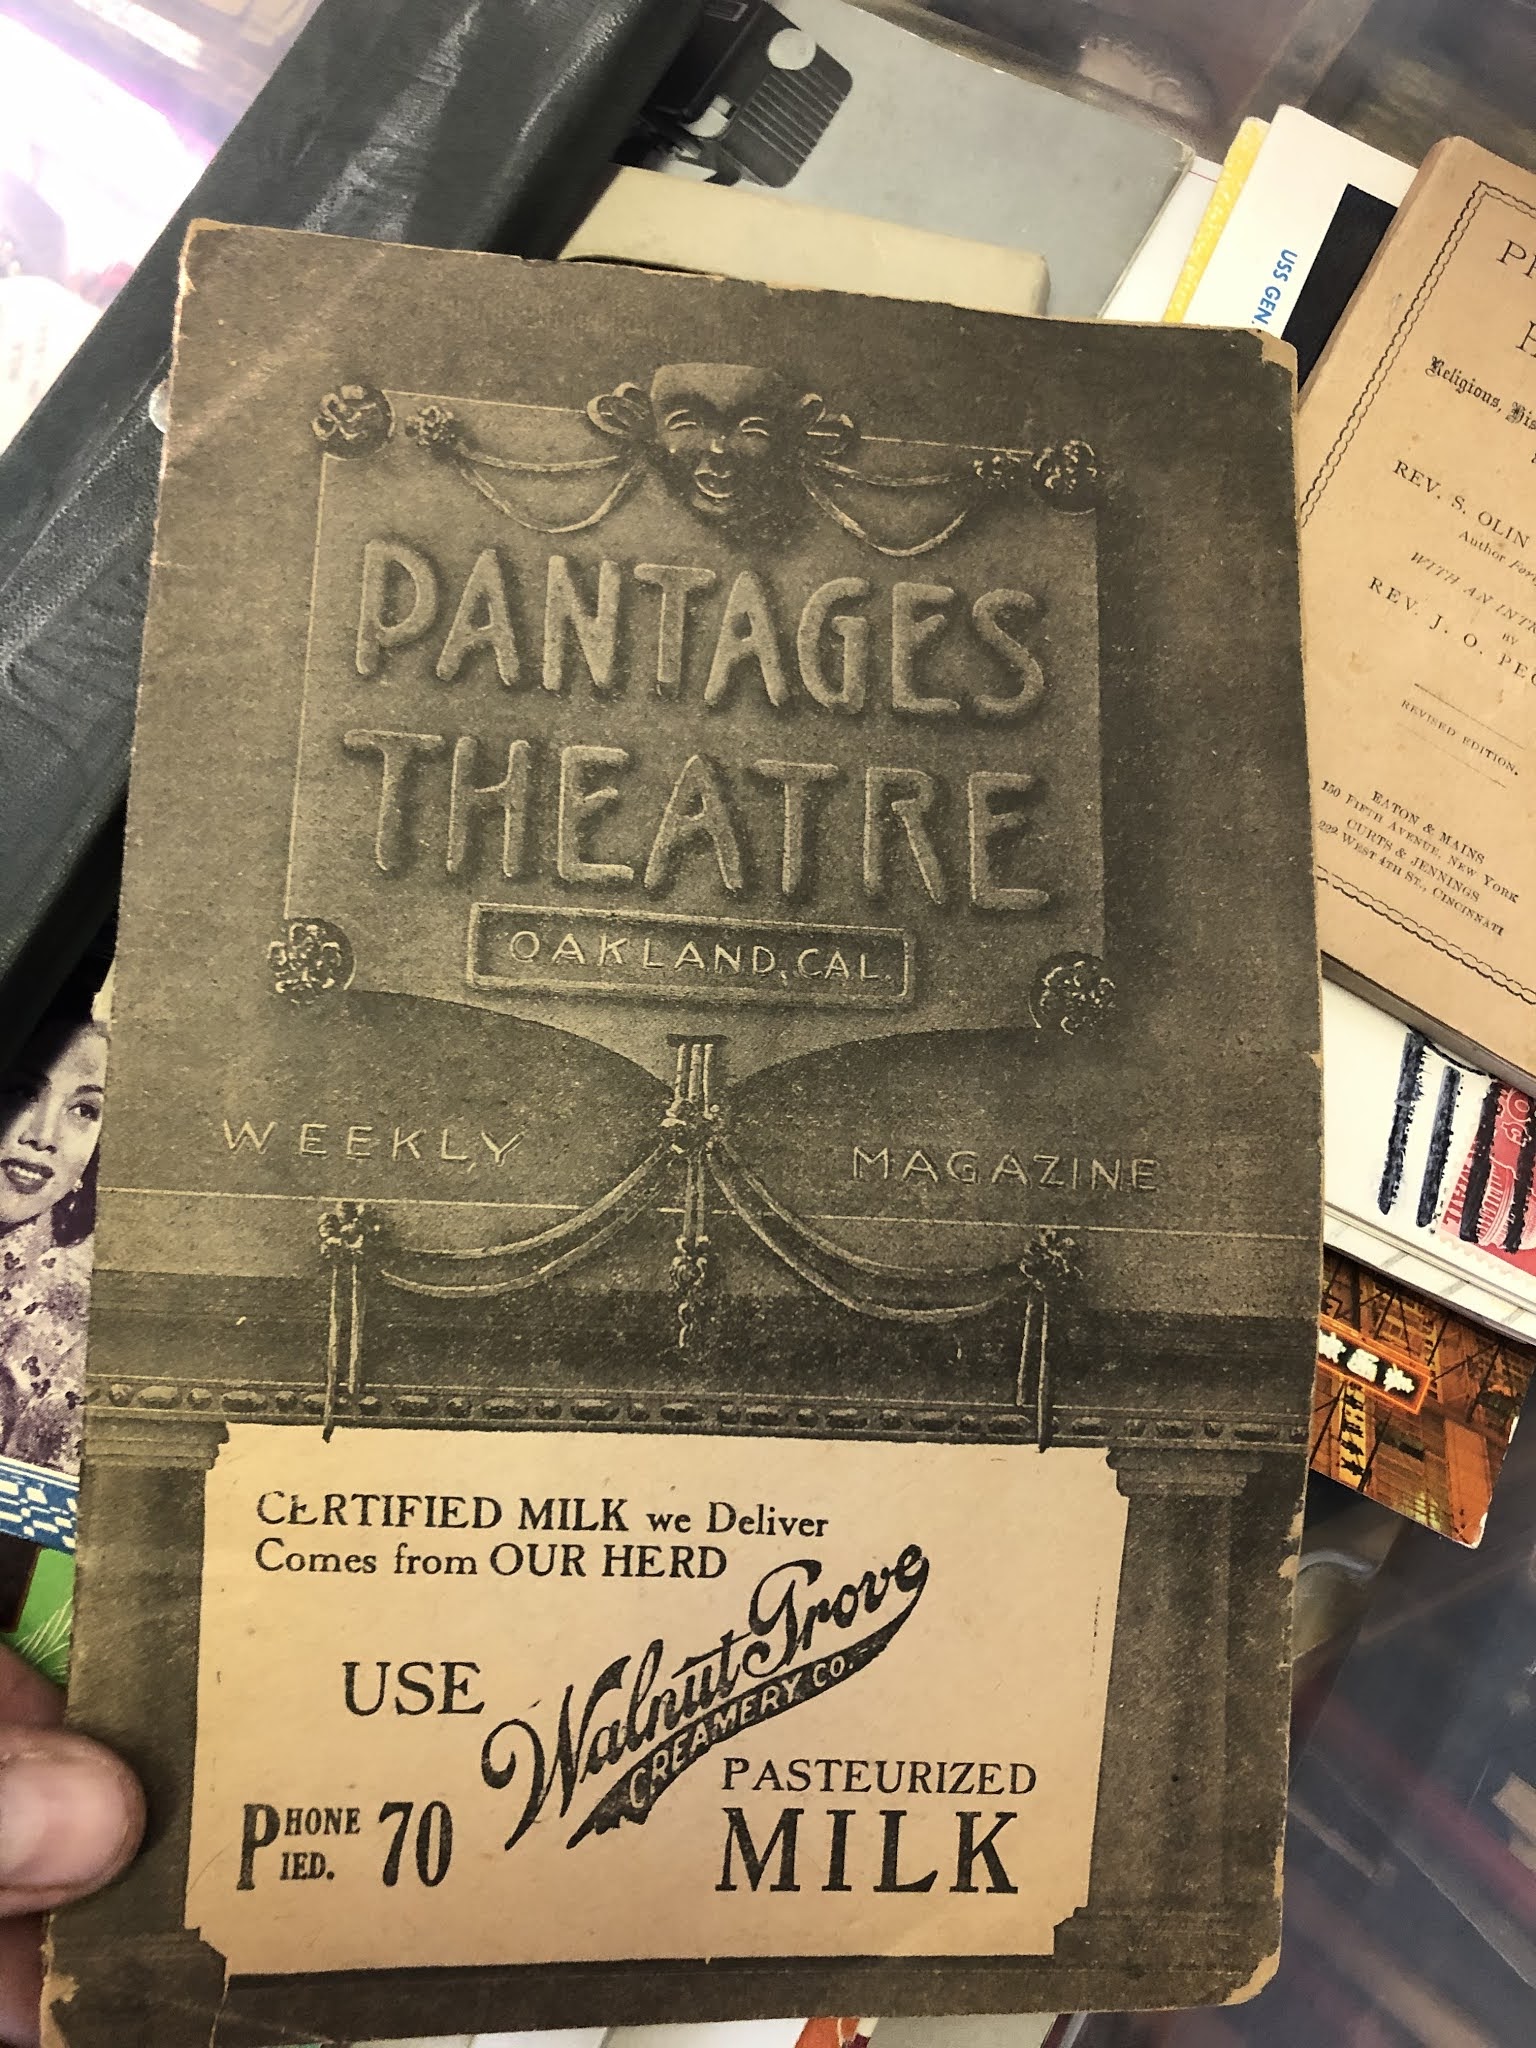 PANTAGES
THEATRE
OAKLAND, CAL.
WEEKLY MAGAZINE
CERTIFIED MILK we Deliver
Comes from OUR HERD
USE Walnut Grove
CREAMERY CO.
PASTEURIZED
MILK
PHONE
PIED. 70
USS GEN.
Religious,
REV. S. OLIN
Author
WITH AN
BY
REV. J. O.
REVISED EDITION.
EATON & MAINS
150 FIFTH AVENUE, NEW YORK
CURTS & JENNINGS
222 WEST 4TH ST., CINCINNATI